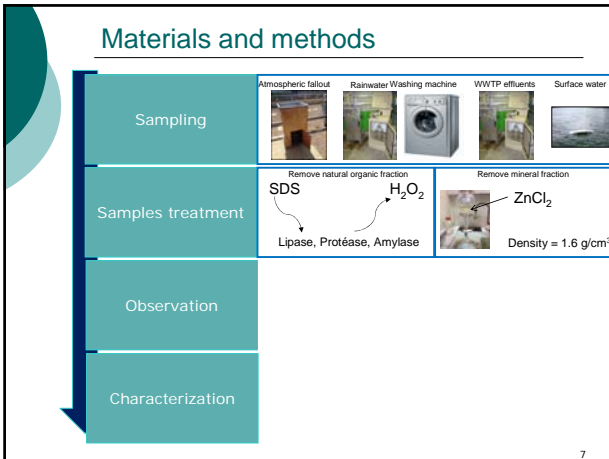 Materials and methods
Sampling
Atmospheric fallout Rainwater Washing machine WWTP effluents Surface water
Samples treatment
Remove natural organic fraction
SDS H₂O₂
Lipase, Protéase, Amylase
Remove mineral fraction
ZnCl₂
Density = 1.6 g/cm³
Observation
Characterization
7